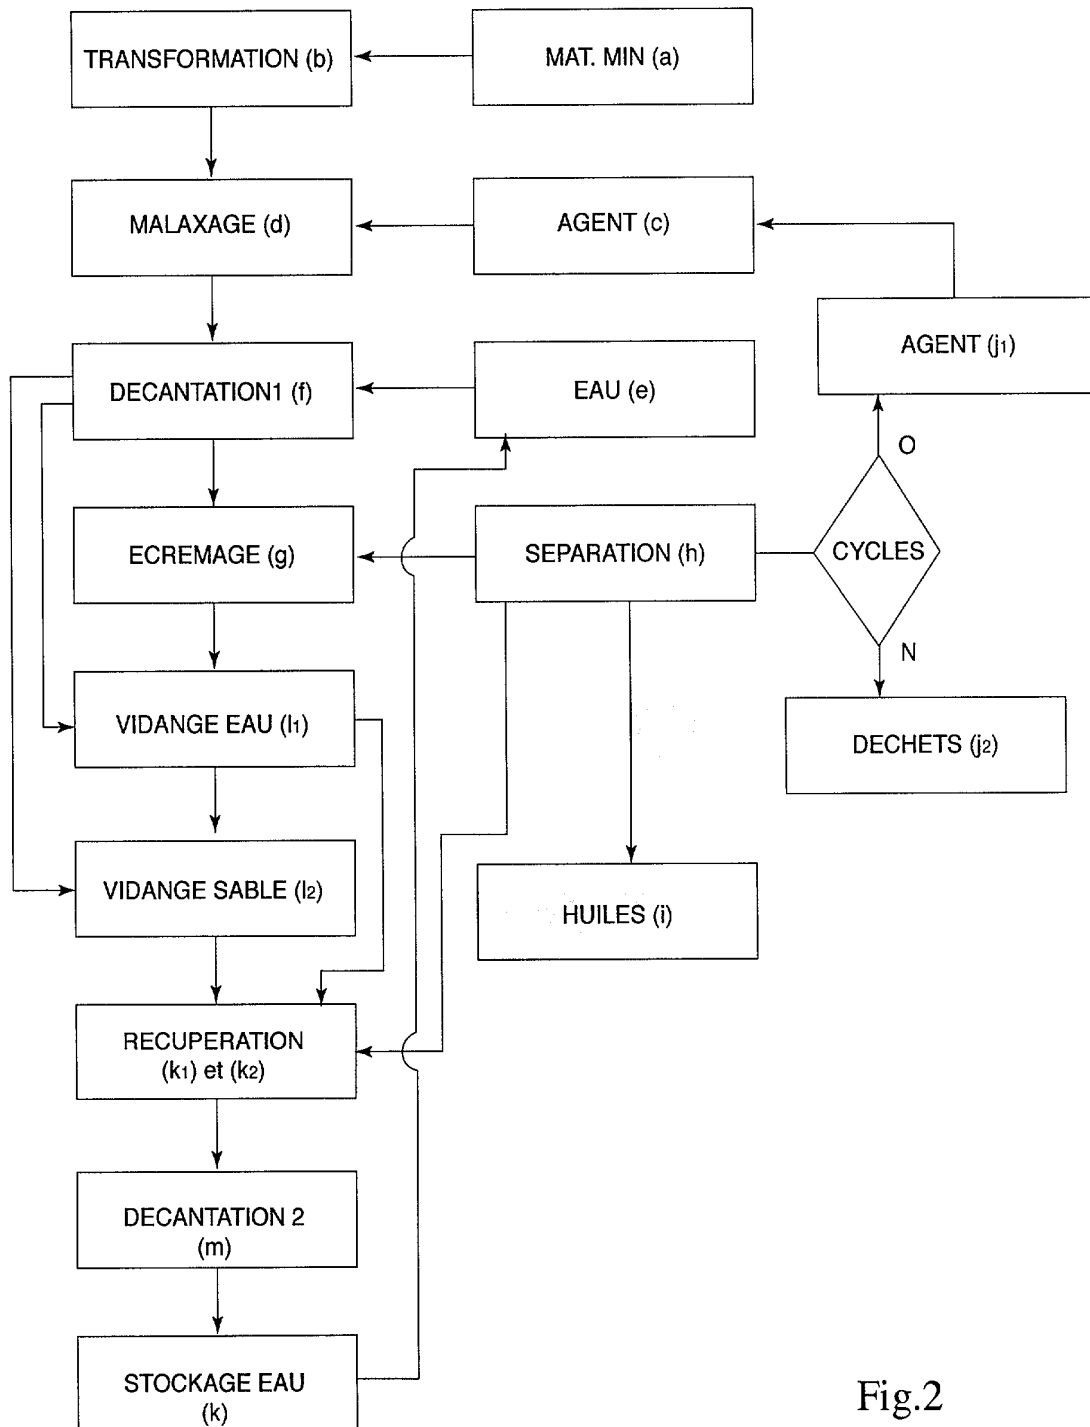 TRANSFORMATION (b)
MAT. MIN (a)
MALAXAGE (d)
AGENT (c)
AGENT (j1)
DECANTATION1 (f)
EAU (e)
O
ECREMAGE (g)
SEPARATION (h)
CYCLES
N
VIDANGE EAU (l1)
DECHETS (j2)
VIDANGE SABLE (l2)
HUILES (i)
RECUPERATION
(k1) et (k2)
DECANTATION 2
(m)
STOCKAGE EAU
(k)
Fig.2